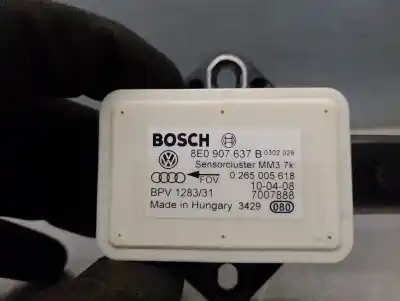 BOSCH
8E0 907 637 B 0302 029
Sensorcluster MM3 7k
FOV 0 265 005 618
BPV 1283/31 10-04-08
7007888
Made in Hungary 3429 080